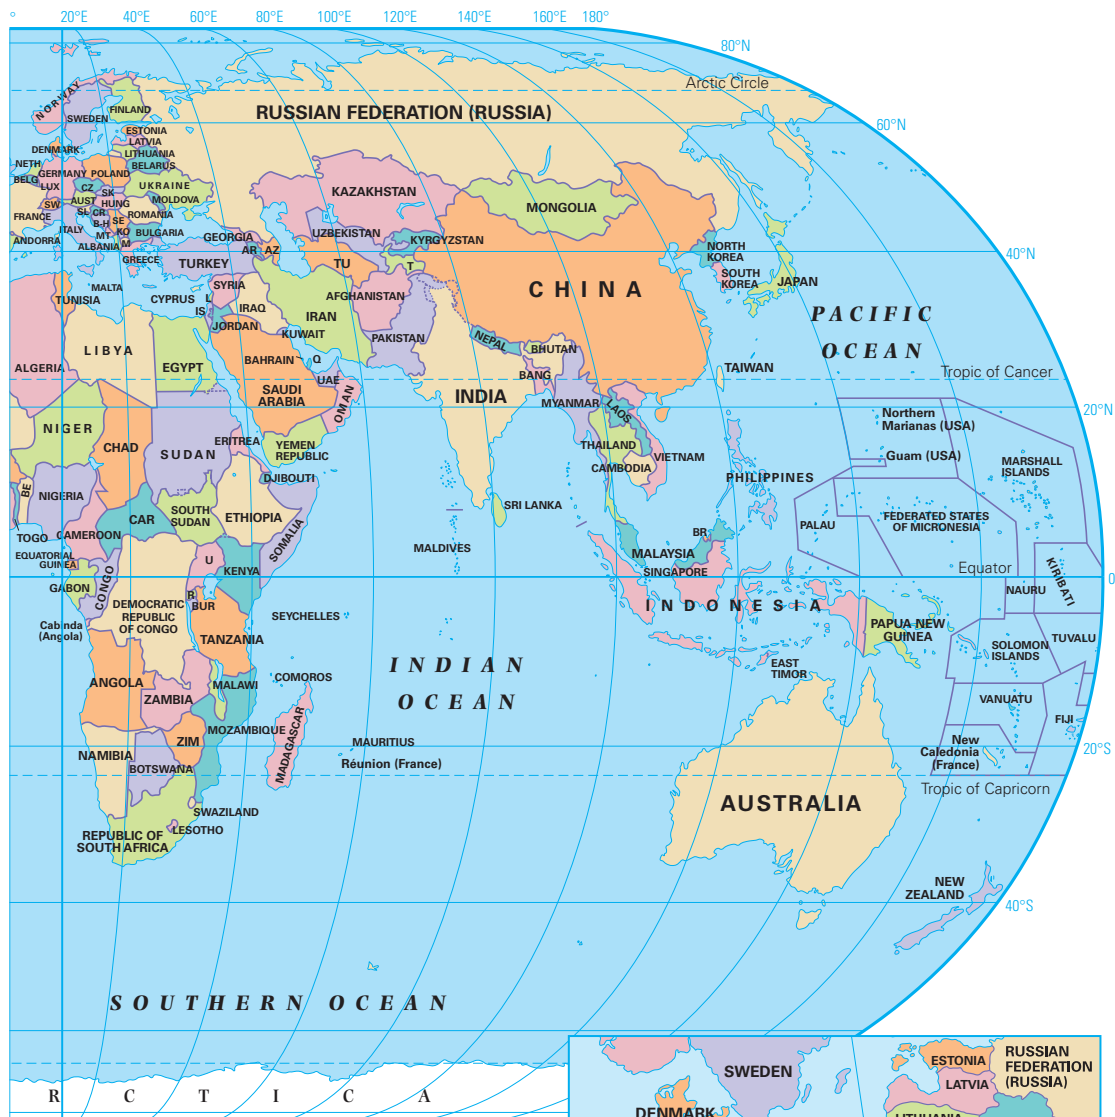 °
20°E
40°E
60°E
80°E
100°E
120°E
140°E
160°E
180°
80°N
Arctic Circle
60°N
40°N
Tropic of Cancer
20°N
Equator
0
20°S
Tropic of Capricorn
40°S
NORWAY
SWEDEN
FINLAND
RUSSIAN FEDERATION (RUSSIA)
ESTONIA
LATVIA
LITHUANIA
BELARUS
DENMARK
NETH
BELG
LUX
GERMANY
POLAND
CZ
SK
UKRAINE
MOLDOVA
AUST
HUNG
SW
FRANCE
SL
CR
ROMANIA
B-H
SE
ITALY
MT
KO
BULGARIA
ALBANIA
M
ANDORRA
GREECE
MALTA
TUNISIA
CYPRUS
GEORGIA
AR
AZ
TURKEY
SYRIA
L
IS
IRAQ
JORDAN
KUWAIT
IRAN
BAHRAIN
Q
UAE
SAUDI
ARABIA
OMAN
YEMEN
REPUBLIC
KAZAKHSTAN
UZBEKISTAN
KYRGYZSTAN
TU
T
AFGHANISTAN
PAKISTAN
MONGOLIA
CHINA
NORTH
KOREA
SOUTH
KOREA
JAPAN
PACIFIC
OCEAN
NEPAL
BHUTAN
BANG
INDIA
MYANMAR
LAOS
THAILAND
CAMBODIA
VIETNAM
TAIWAN
PHILIPPINES
SRI LANKA
MALDIVES
BR
MALAYSIA
SINGAPORE
INDONESIA
EAST
TIMOR
PAPUA NEW
GUINEA
Northern
Marianas (USA)
Guam (USA)
MARSHALL
ISLANDS
PALAU
FEDERATED STATES
OF MICRONESIA
NAURU
KIRIBATI
SOLOMON
ISLANDS
TUVALU
VANUATU
FIJI
New
Caledonia
(France)
AUSTRALIA
NEW
ZEALAND
ALGERIA
LIBYA
EGYPT
NIGER
CHAD
SUDAN
ERITREA
DJIBOUTI
BE
NIGERIA
TOGO
CAMEROON
CAR
SOUTH
SUDAN
ETHIOPIA
SOMALIA
EQUATORIAL
GUINEA
GABON
CONGO
U
KENYA
DEMOCRATIC
REPUBLIC
OF CONGO
R
BUR
Cabinda
(Angola)
TANZANIA
SEYCHELLES
INDIAN
OCEAN
ANGOLA
ZAMBIA
MALAWI
COMOROS
MOZAMBIQUE
MADAGASCAR
MAURITIUS
Réunion (France)
NAMIBIA
BOTSWANA
ZIM
SWAZILAND
LESOTHO
REPUBLIC OF
SOUTH AFRICA
SOUTHERN OCEAN
R C T I C A
SWEDEN
DENMARK
ESTONIA
LATVIA
LITHUANIA
RUSSIAN
FEDERATION
(RUSSIA)